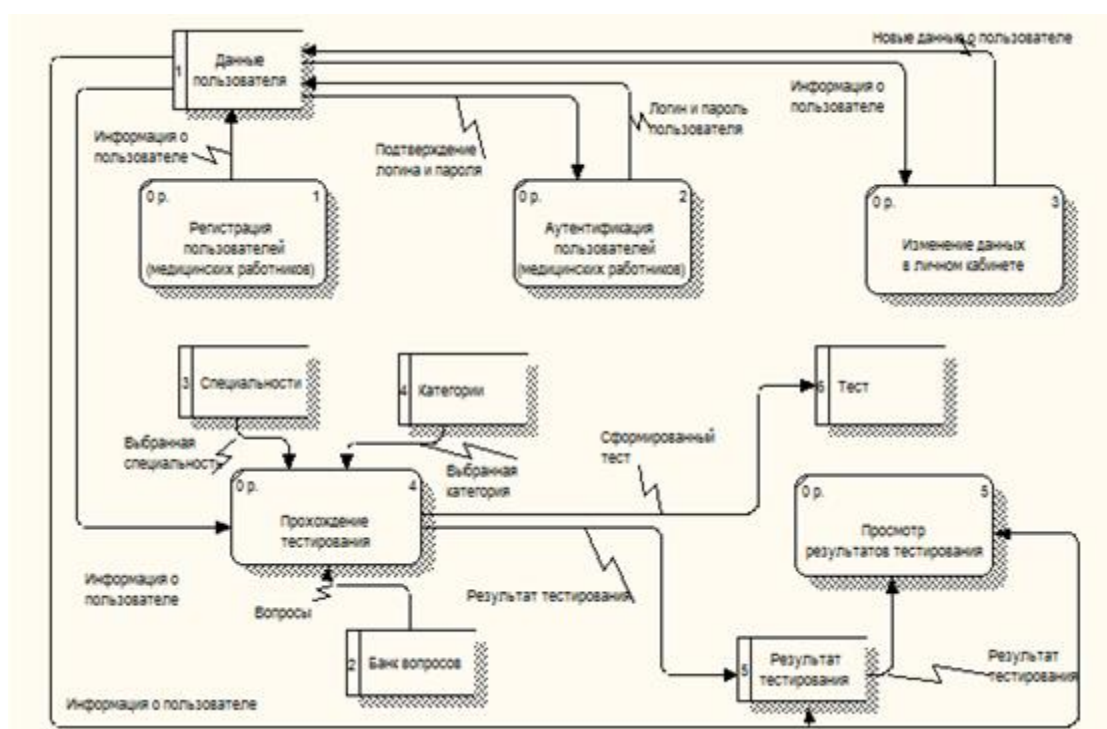 Новые данные о пользователе
1
Данные
пользователя
Информация о
пользователе
Логин и пароль
пользователя
Информация о
пользователе
Подтверждение
логина и пароля
0 р.
1
Регистрация
пользователей
(медицинских работников)
0 р.
2
Аутентификация
пользователей
(медицинских работников)
0 р.
3
Изменение данных
в личном кабинете
3
Специальности
4
Категории
Тест
Выбранная
специальность
Выбранная
категория
Сформированный
тест
0 р.
4
Прохождение
тестирования
0 р.
5
Просмотр
результатов тестирования
Информация о
пользователе
Вопросы
Результат тестирования
2
Банк вопросов
5
Результат
тестирования
Результат
тестирования
Информация о пользователе